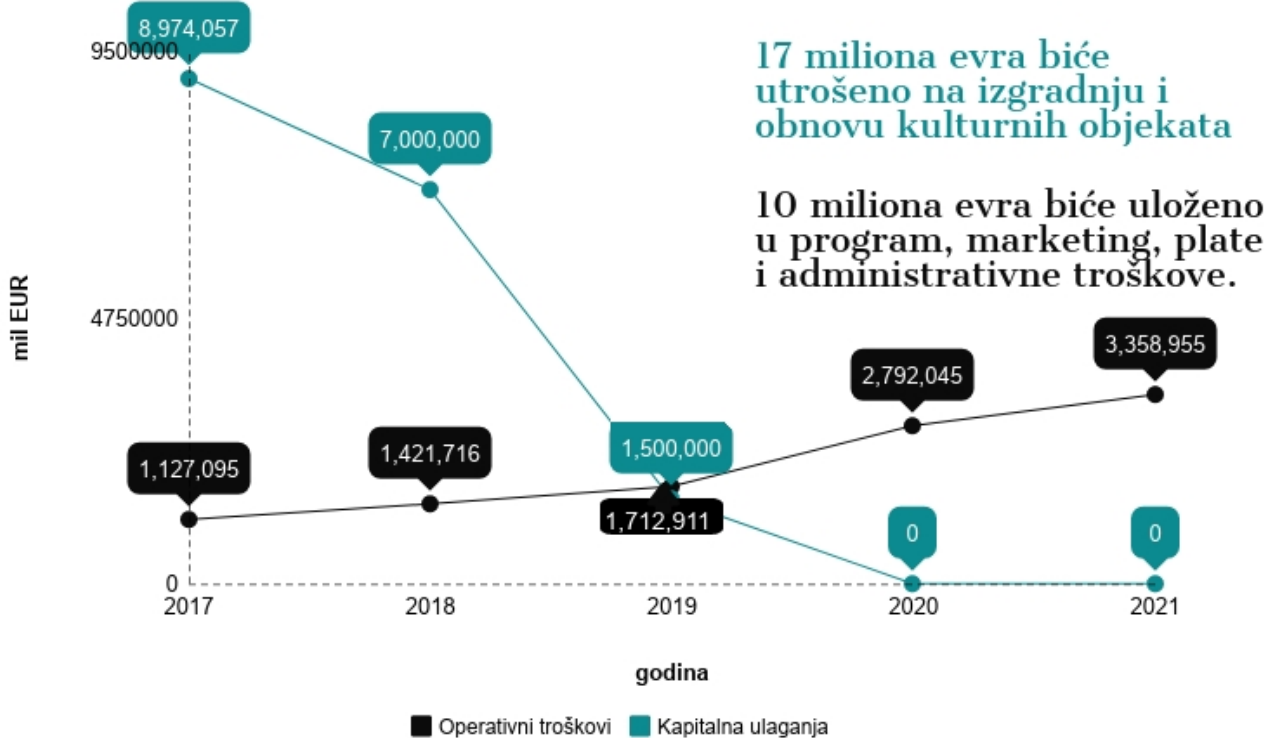 8,974,057
9500000
17 miliona evra biće
utrošeno na izgradnju i
obnovu kulturnih objekata
7,000,000
10 miliona evra biće uloženo
u program, marketing, plate
i administrativne troškove.
mil EUR
4750000
3,358,955
2,792,045
1,500,000
1,421,716
1,127,095
1,712,911
0
0
0
2017
2018
2019
2020
2021
godina
Operativni troškovi
Kapitalna ulaganja